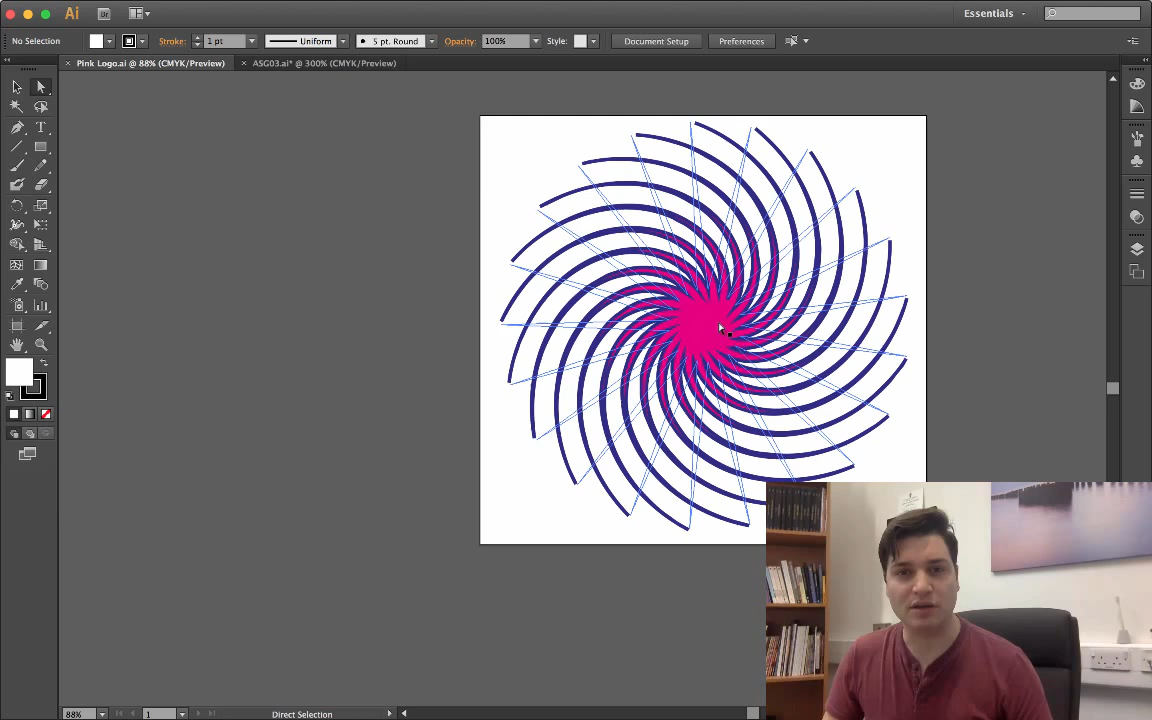 Ai Br Essentials
No Selection Stroke: 1 pt Uniform 5 pt. Round Opacity: 100% Style: Document Setup Preferences
× Pink Logo.ai @ 88% (CMYK/Preview) × ASG03.ai* @ 300% (CMYK/Preview)
T
88% 1 Direct Selection